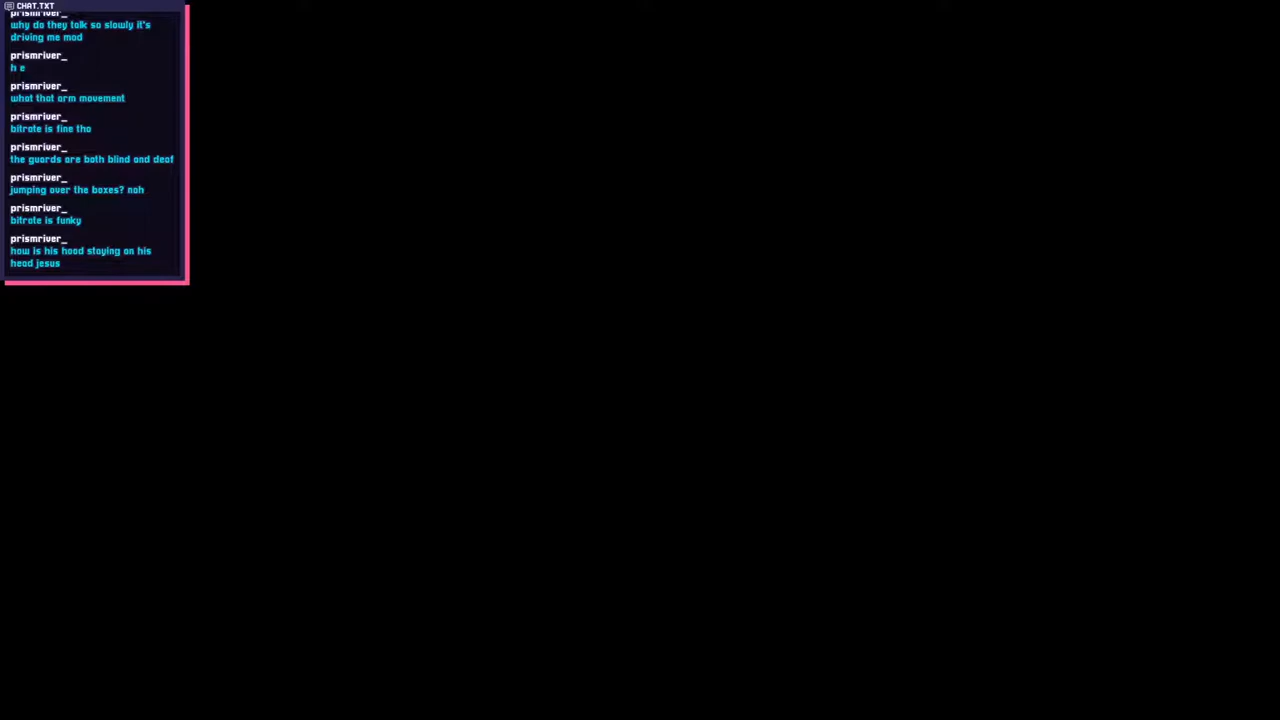 CHAT.TXT
prismriver_
why do they talk so slowly it's
driving me mad
prismriver_
h e
prismriver_
what that arm movement
prismriver_
bitrate is fine tho
prismriver_
the guards are both blind and deaf
prismriver_
jumping over the boxes? nah
prismriver_
bitrate is funky
prismriver_
how is his hood staying on his
head jesus